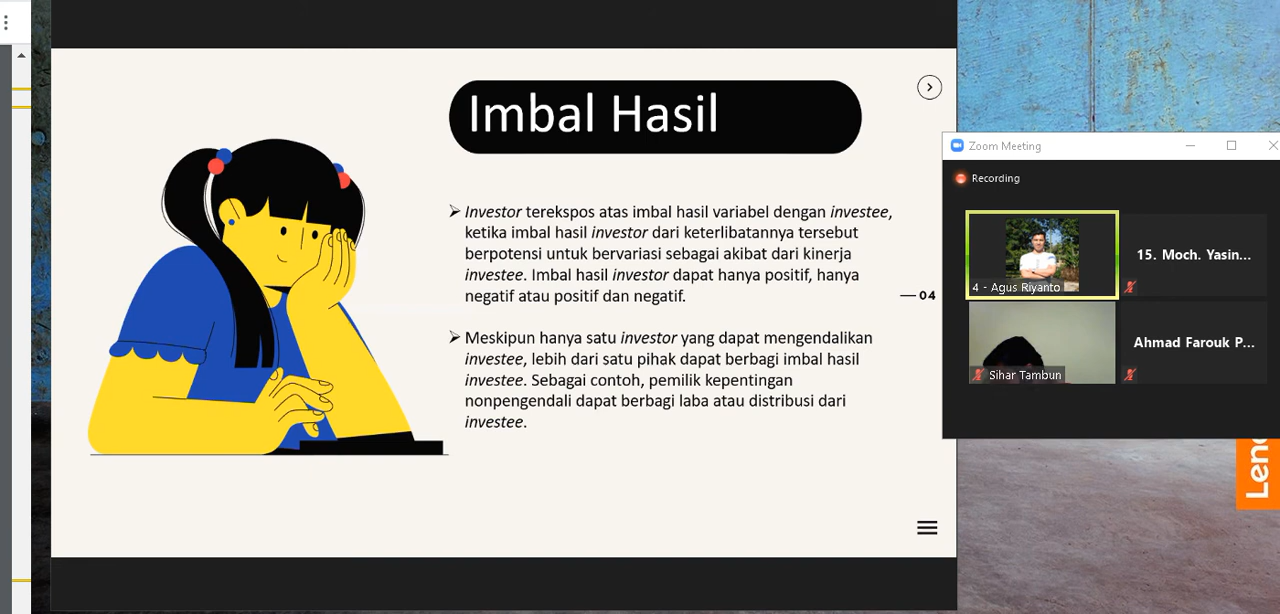 Imbal Hasil
➢ Investor terekspos atas imbal hasil variabel dengan investee,
ketika imbal hasil investor dari keterlibatannya tersebut
berpotensi untuk bervariasi sebagai akibat dari kinerja
investee. Imbal hasil investor dapat hanya positif, hanya
negatif atau positif dan negatif.
➢ Meskipun hanya satu investor yang dapat mengendalikan
investee, lebih dari satu pihak dapat berbagi imbal hasil
investee. Sebagai contoh, pemilik kepentingan
nonpengendali dapat berbagi laba atau distribusi dari
investee.
04
Zoom Meeting
Recording
4 - Agus Riyanto
15. Moch. Yasin...
Sihar Tambun
Ahmad Farouk P...